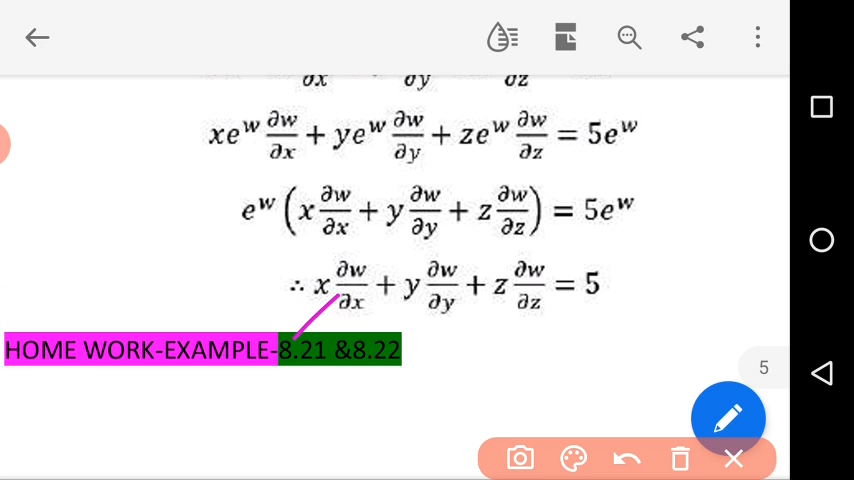 ∂x ∂y ∂z
xe^w ∂w/∂x + ye^w ∂w/∂y + ze^w ∂w/∂z = 5e^w
e^w (x ∂w/∂x + y ∂w/∂y + z ∂w/∂z) = 5e^w
∴ x ∂w/∂x + y ∂w/∂y + z ∂w/∂z = 5
HOME WORK-EXAMPLE-8.21 &8.22
5